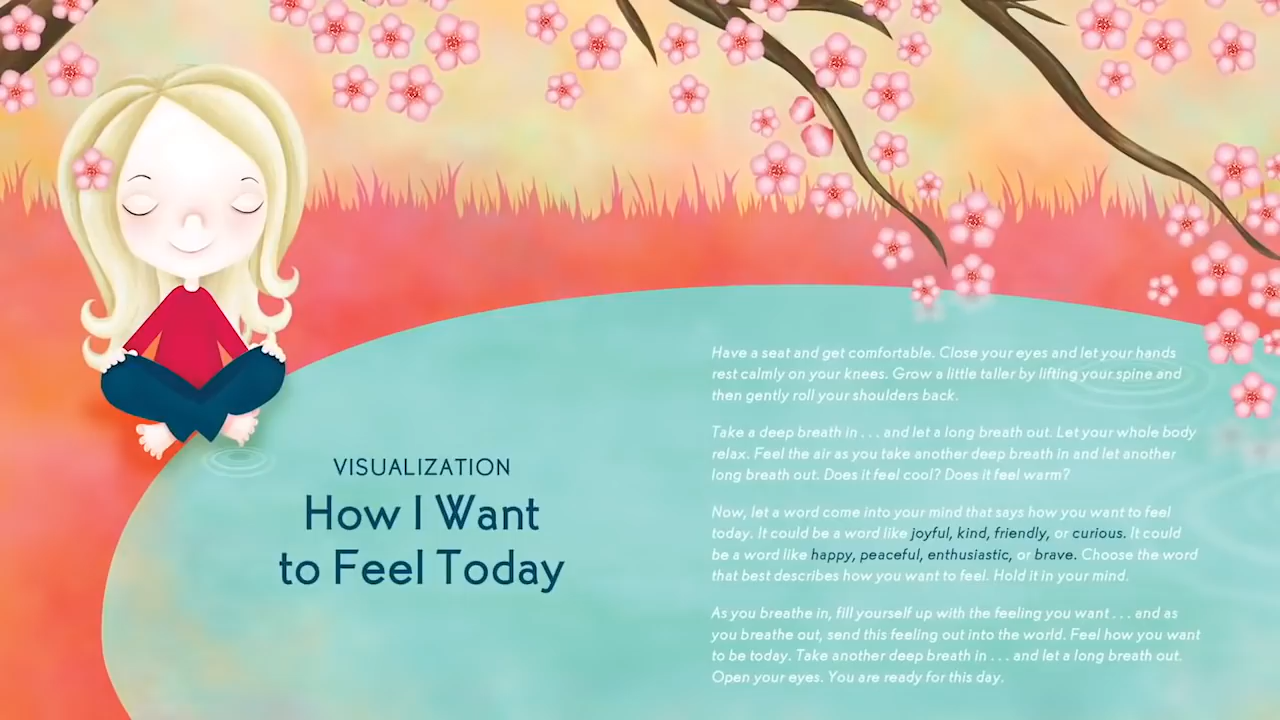 VISUALIZATION
How I Want
to Feel Today
Have a seat and get comfortable. Close your eyes and let your hands
rest calmly on your knees. Grow a little taller by lifting your spine and
then gently roll your shoulders back.
Take a deep breath in . . . and let a long breath out. Let your whole body
relax. Feel the air as you take another deep breath in and let another
long breath out. Does it feel cool? Does it feel warm?
Now, let a word come into your mind that says how you want to feel
today. It could be a word like joyful, kind, friendly, or curious. It could
be a word like happy, peaceful, enthusiastic, or brave. Choose the word
that best describes how you want to feel. Hold it in your mind.
As you breathe in, fill yourself up with the feeling you want . . . and as
you breathe out, send this feeling out into the world. Feel how you want
to be today. Take another deep breath in . . . and let a long breath out.
Open your eyes. You are ready for this day.